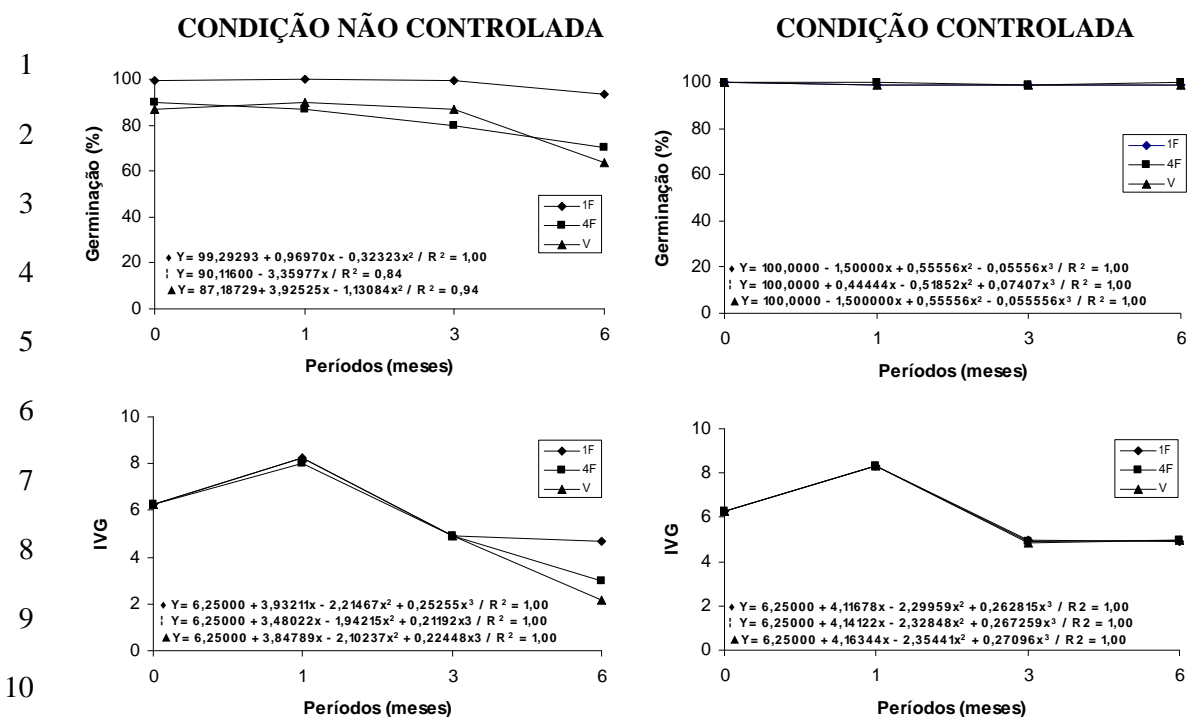 CONDIÇÃO NÃO CONTROLADA
CONDIÇÃO CONTROLADA
1
2
3
4
5
6
7
8
9
10
Germinação (%)
100
80
60
40
20
0
1F
4F
V
Y= 99,29293 + 0,96970x - 0,32323x² / R² = 1,00
Y= 90,11600 - 3,35977x / R² = 0,84
Y= 87,18729+ 3,92525x - 1,13084x² / R² = 0,94
0 1 3 6
Períodos (meses)
Germinação (%)
100
80
60
40
20
0
1F
4F
V
Y= 100,0000 - 1,50000x + 0,55556x² - 0,05556x³ / R² = 1,00
Y= 100,0000 + 0,44444x - 0,51852x² + 0,07407x³ / R² = 1,00
Y= 100,0000 - 1,500000x + 0,55556x² - 0,055556x³ / R² = 1,00
0 1 3 6
Períodos (meses)
IVG
10
8
6
4
2
0
1F
4F
V
Y= 6,25000 + 3,93211x - 2,21467x² + 0,25255x³ / R² = 1,00
Y= 6,25000 + 3,48022x - 1,94215x² + 0,21192x3 / R² = 1,00
Y= 6,25000 + 3,84789x - 2,10237x² + 0,22448x3 / R² = 1,00
0 1 3 6
Períodos (meses)
IVG
10
8
6
4
2
0
1F
4F
V
Y= 6,25000 + 4,11678x - 2,29959x² + 0,262815x³ / R2 = 1,00
Y= 6,25000 + 4,14122x - 2,32848x² + 0,267259x³ / R2 = 1,00
Y= 6,25000 + 4,16344x - 2,35441x² + 0,27096x³ / R2 = 1,00
0 1 3 6
Períodos (meses)